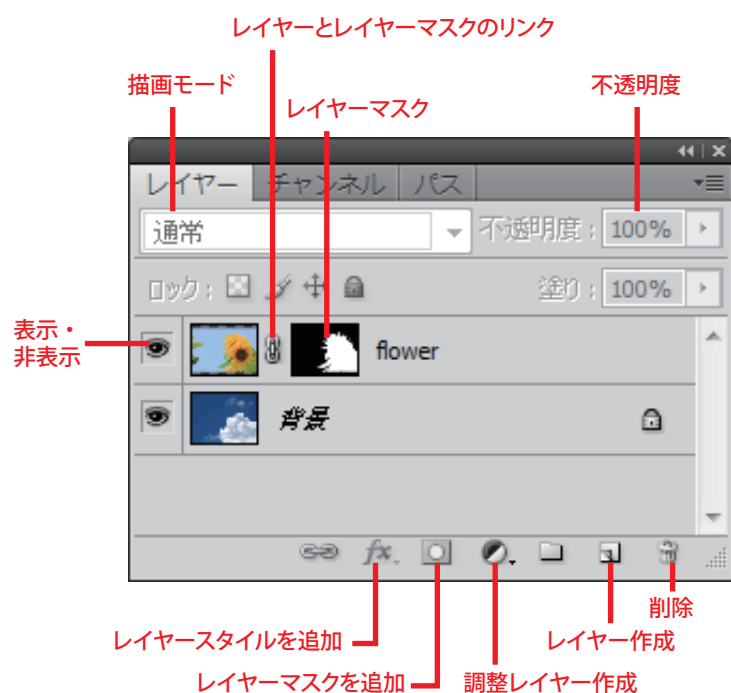 レイヤーとレイヤーマスクのリンク
描画モード
不透明度
レイヤーマスク
レイヤー チャンネル パス
通常 不透明度: 100%
ロック: 塗り: 100%
表示・
非表示
flower
背景
fx.
削除
レイヤースタイルを追加
レイヤー作成
レイヤーマスクを追加
調整レイヤー作成